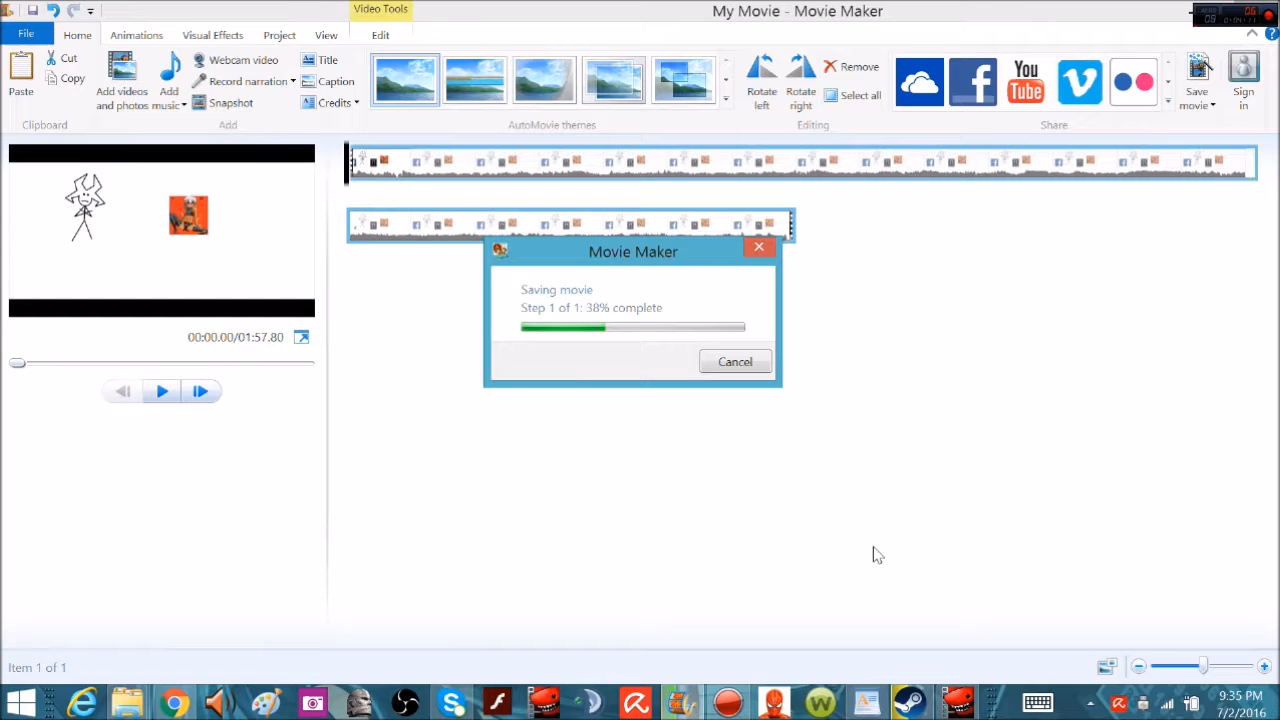 Video Tools
My Movie - Movie Maker
File Home Animations Visual Effects Project View Edit
Paste
Cut
Copy
Clipboard
Add videos
and photos
Add
music
Webcam video
Record narration
Snapshot
Title
Caption
Credits
Add
AutoMovie themes
Rotate
left
Rotate
right
Remove
Select all
Editing
You
Tube
Share
Save
movie
Sign
in
00:00.00/01:57.80
Movie Maker
Saving movie
Step 1 of 1: 38% complete
Cancel
Item 1 of 1
9:35 PM
7/2/2016